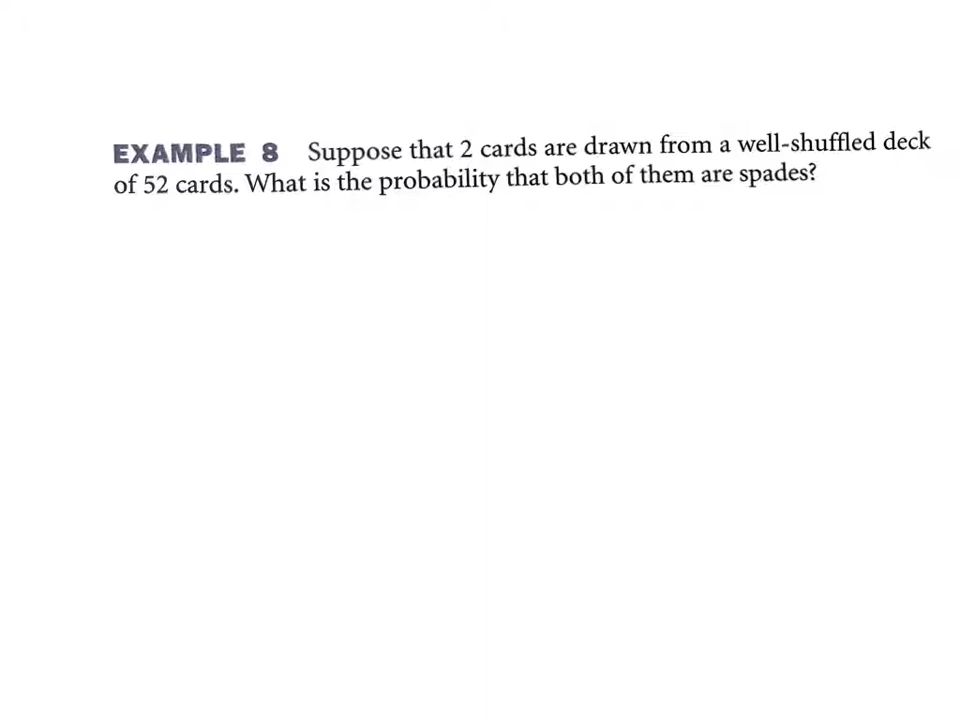 EXAMPLE 8 Suppose that 2 cards are drawn from a well-shuffled deck
of 52 cards. What is the probability that both of them are spades?